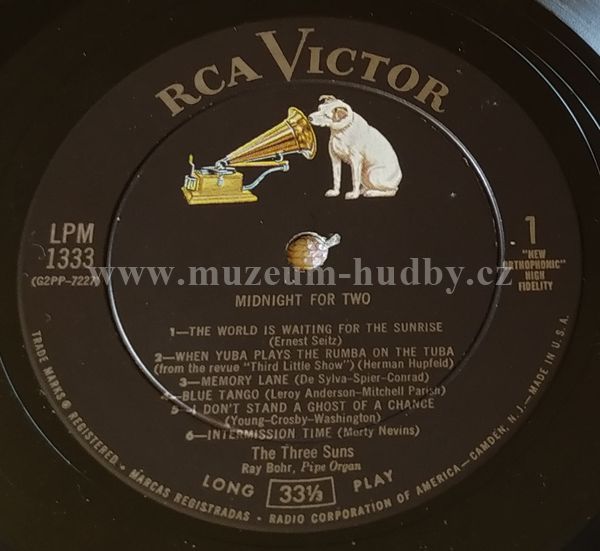 RCA VICTOR
LPM
1333
(G2PP-7227)
1
"NEW
ORTHOPHONIC"
HIGH
FIDELITY
www.muzeum-hudby.cz
MIDNIGHT FOR TWO
1—THE WORLD IS WAITING FOR THE SUNRISE
(Ernest Seitz)
2—WHEN YUBA PLAYS THE RUMBA ON THE TUBA
(from the revue "Third Little Show") (Herman Hupfeld)
3—MEMORY LANE (De Sylva-Spier-Conrad)
4—BLUE TANGO (Leroy Anderson-Mitchell Parish)
5—I DON'T STAND A GHOST OF A CHANCE
(Young-Crosby-Washington)
6—INTERMISSION TIME (Morty Nevins)
The Three Suns
Ray Bohr, Pipe Organ
LONG 33⅓ PLAY
TRADE MARKS ® REGISTERED • MARCAS REGISTRADAS • RADIO CORPORATION OF AMERICA—CAMDEN, N. J.—MADE IN U.S.A.